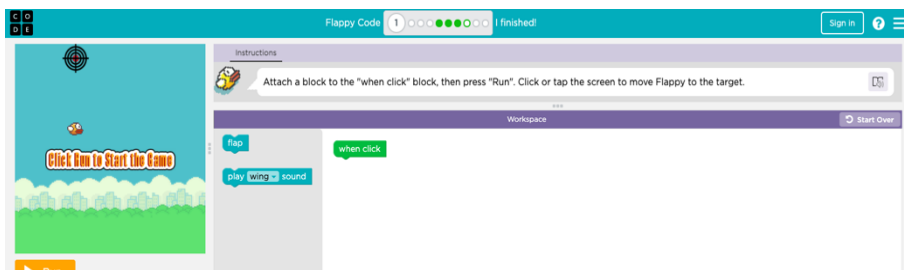 C O
D E
Flappy Code
1
I finished!
Sign in
?
Instructions
Attach a block to the "when click" block, then press "Run". Click or tap the screen to move Flappy to the target.
Workspace
Start Over
flap
when click
play wing sound
Click Run to Start the Game